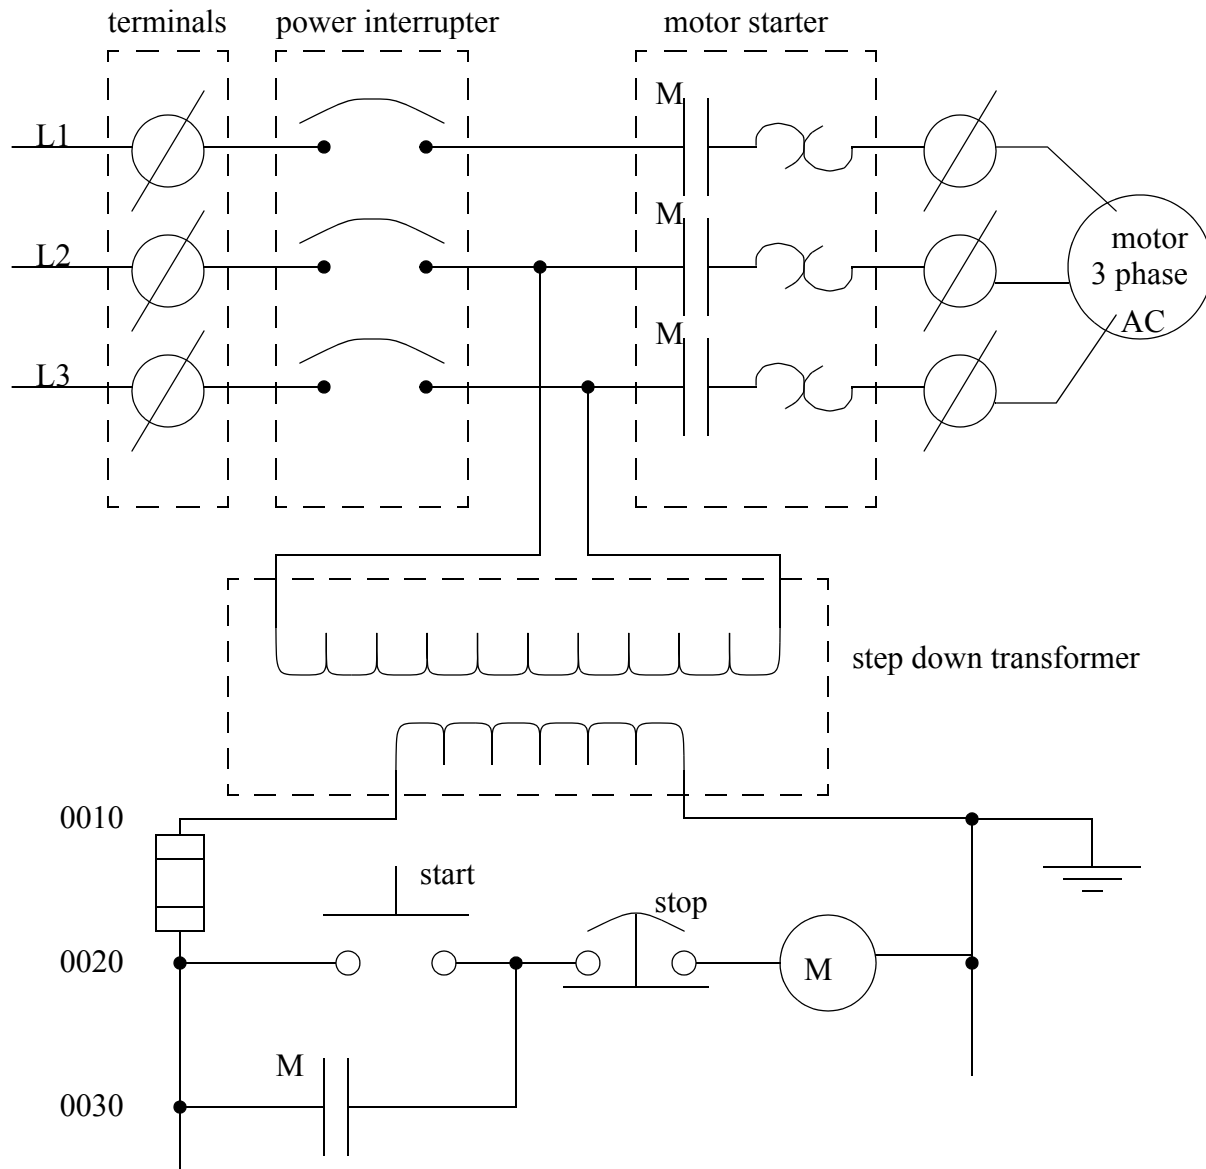 terminals
power interrupter
motor starter
M
L1
M
L2
motor
3 phase
AC
M
L3
step down transformer
0010
start
stop
0020
M
M
0030